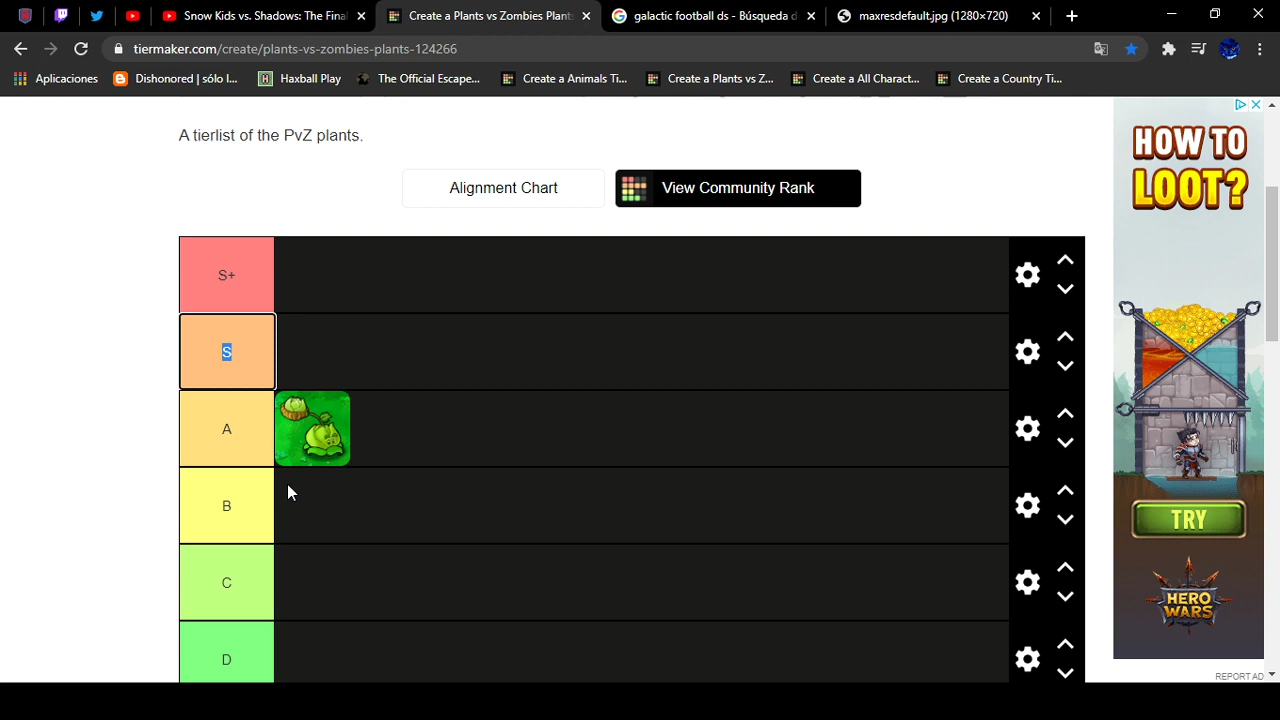 Snow Kids vs. Shadows: The Final
Create a Plants vs Zombies Plants
galactic football ds - Búsqueda d
maxresdefault.jpg (1280×720)
tiermaker.com/create/plants-vs-zombies-plants-124266
Aplicaciones
Dishonored | sólo l...
Haxball Play
The Official Escape...
Create a Animals Ti...
Create a Plants vs Z...
Create a All Charact...
Create a Country Ti...
A tierlist of the PvZ plants.
Alignment Chart
View Community Rank
S+
S
A
B
C
D
HOW TO
LOOT?
TRY
HERO
WARS
REPORT AD